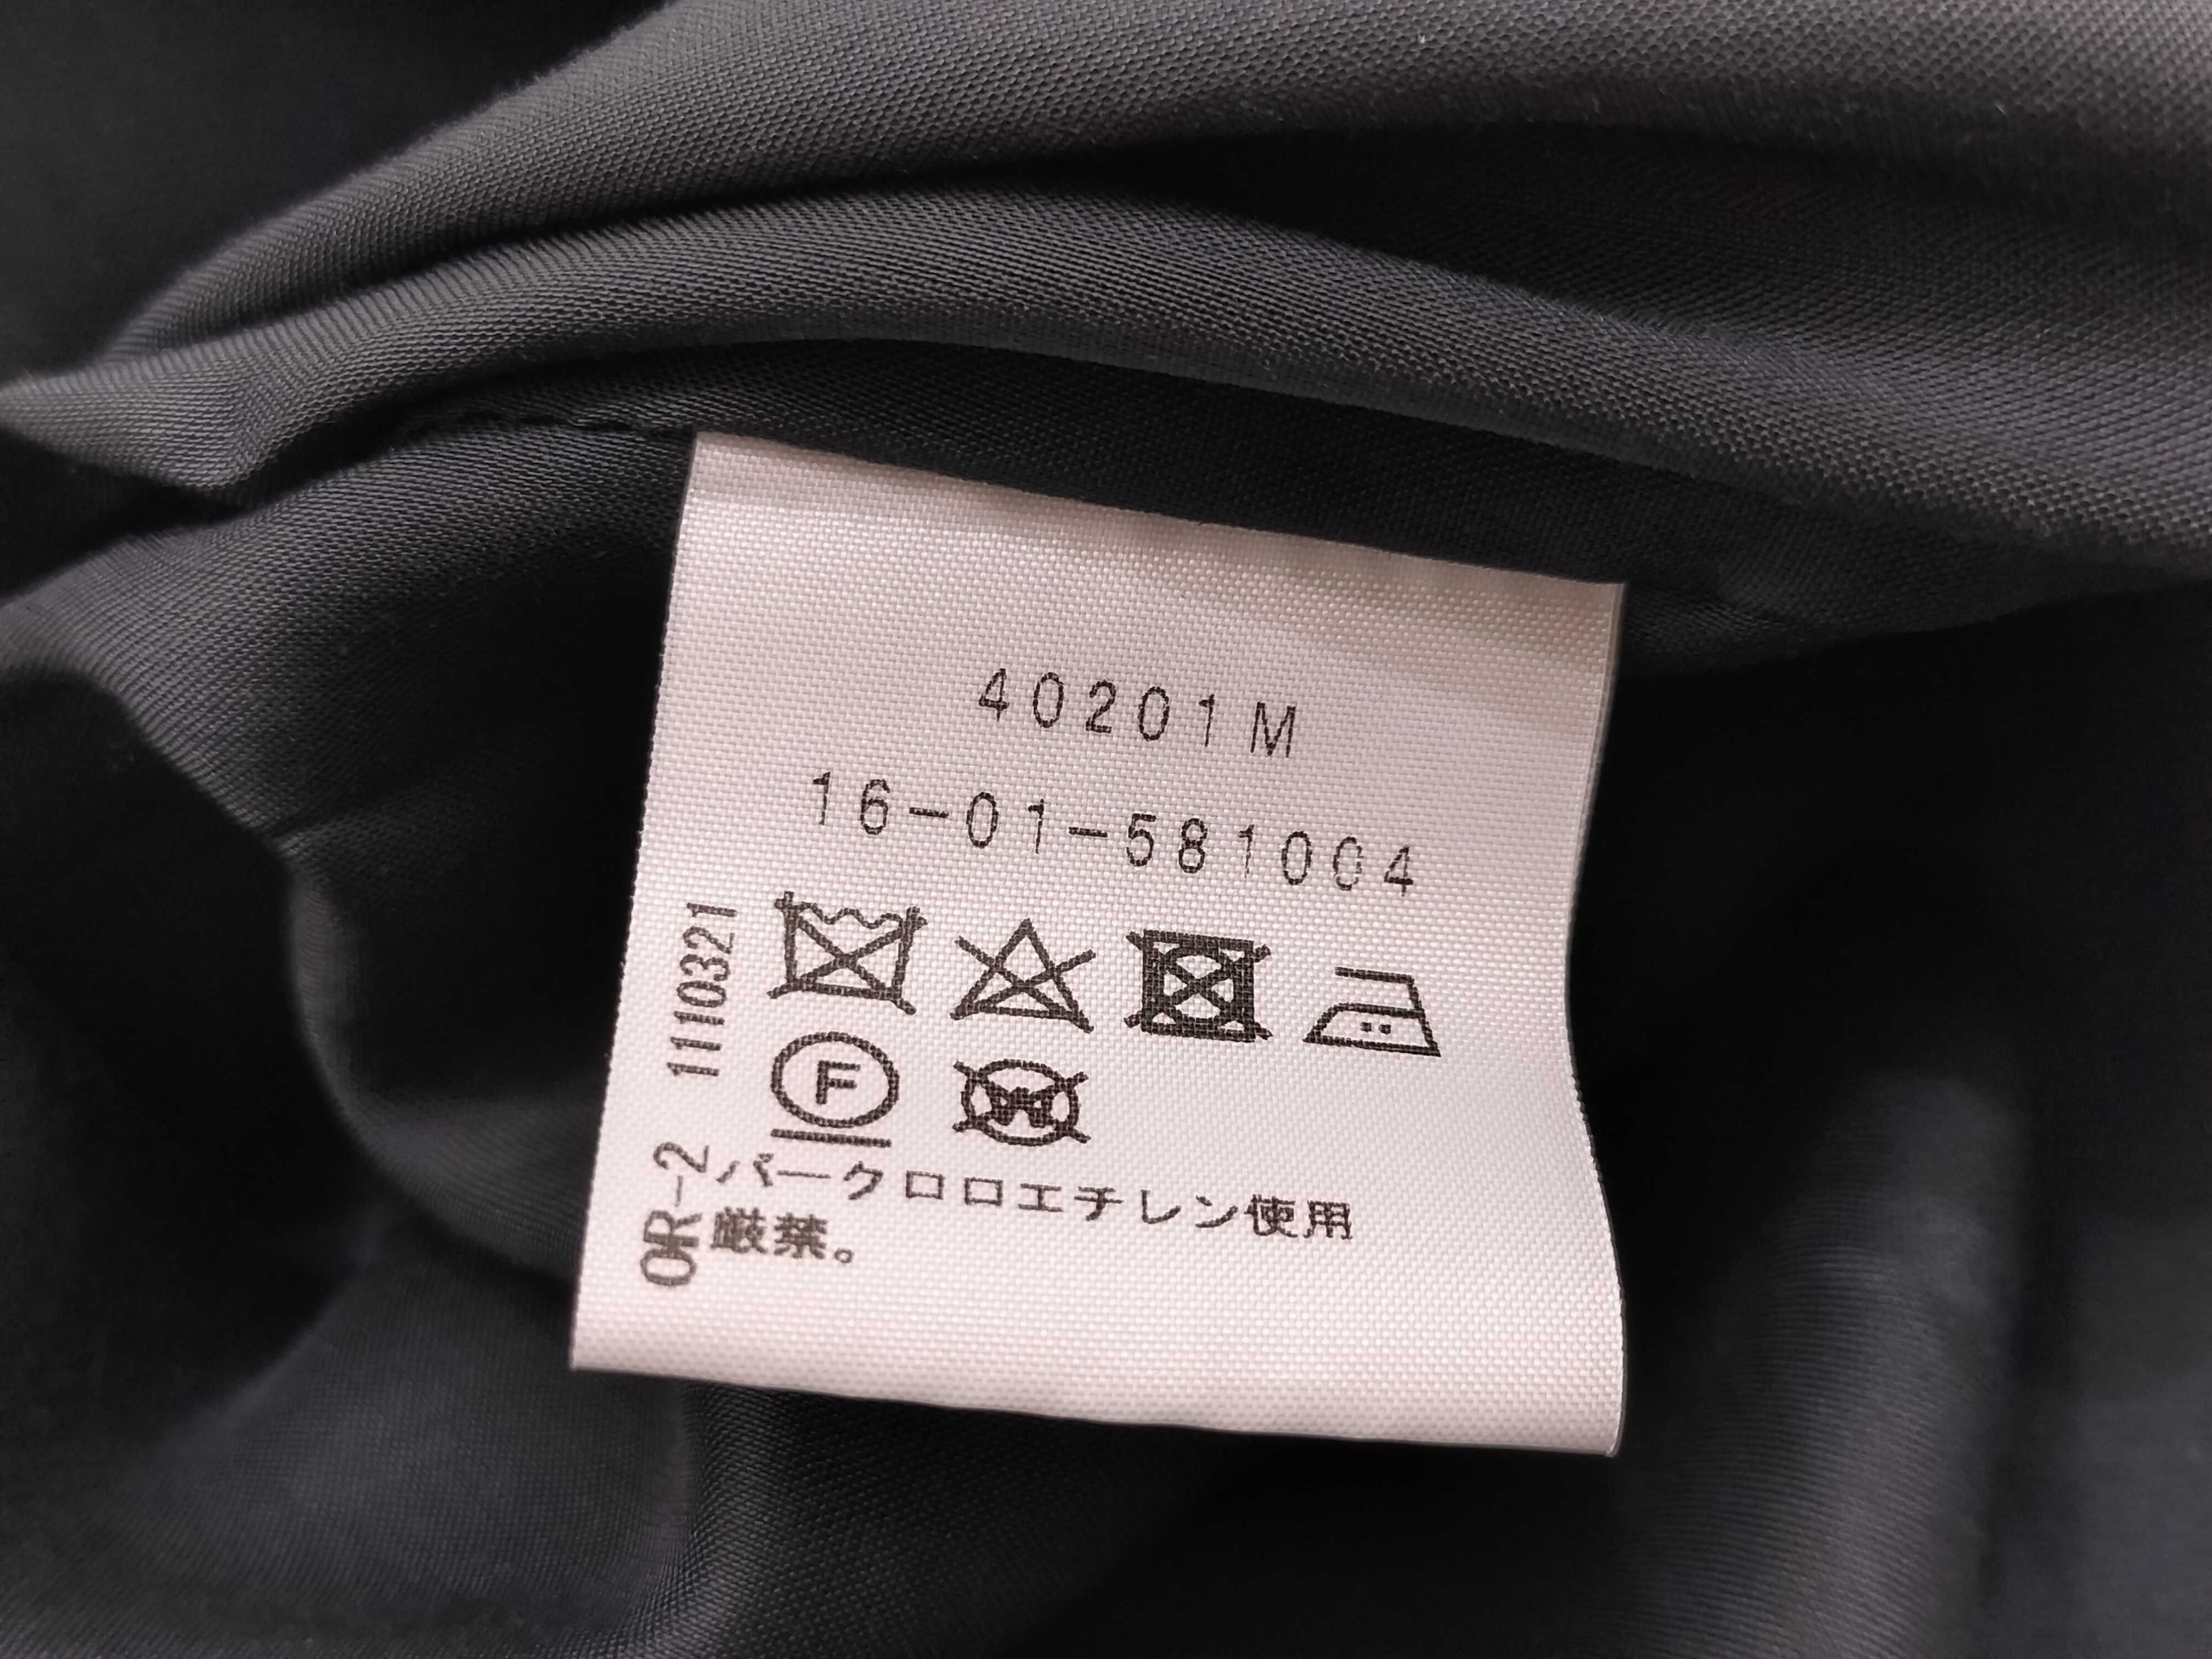 40201M
16-01-581004
F
W
パークロロエチレン使用
厳禁。
OR-2 1110321